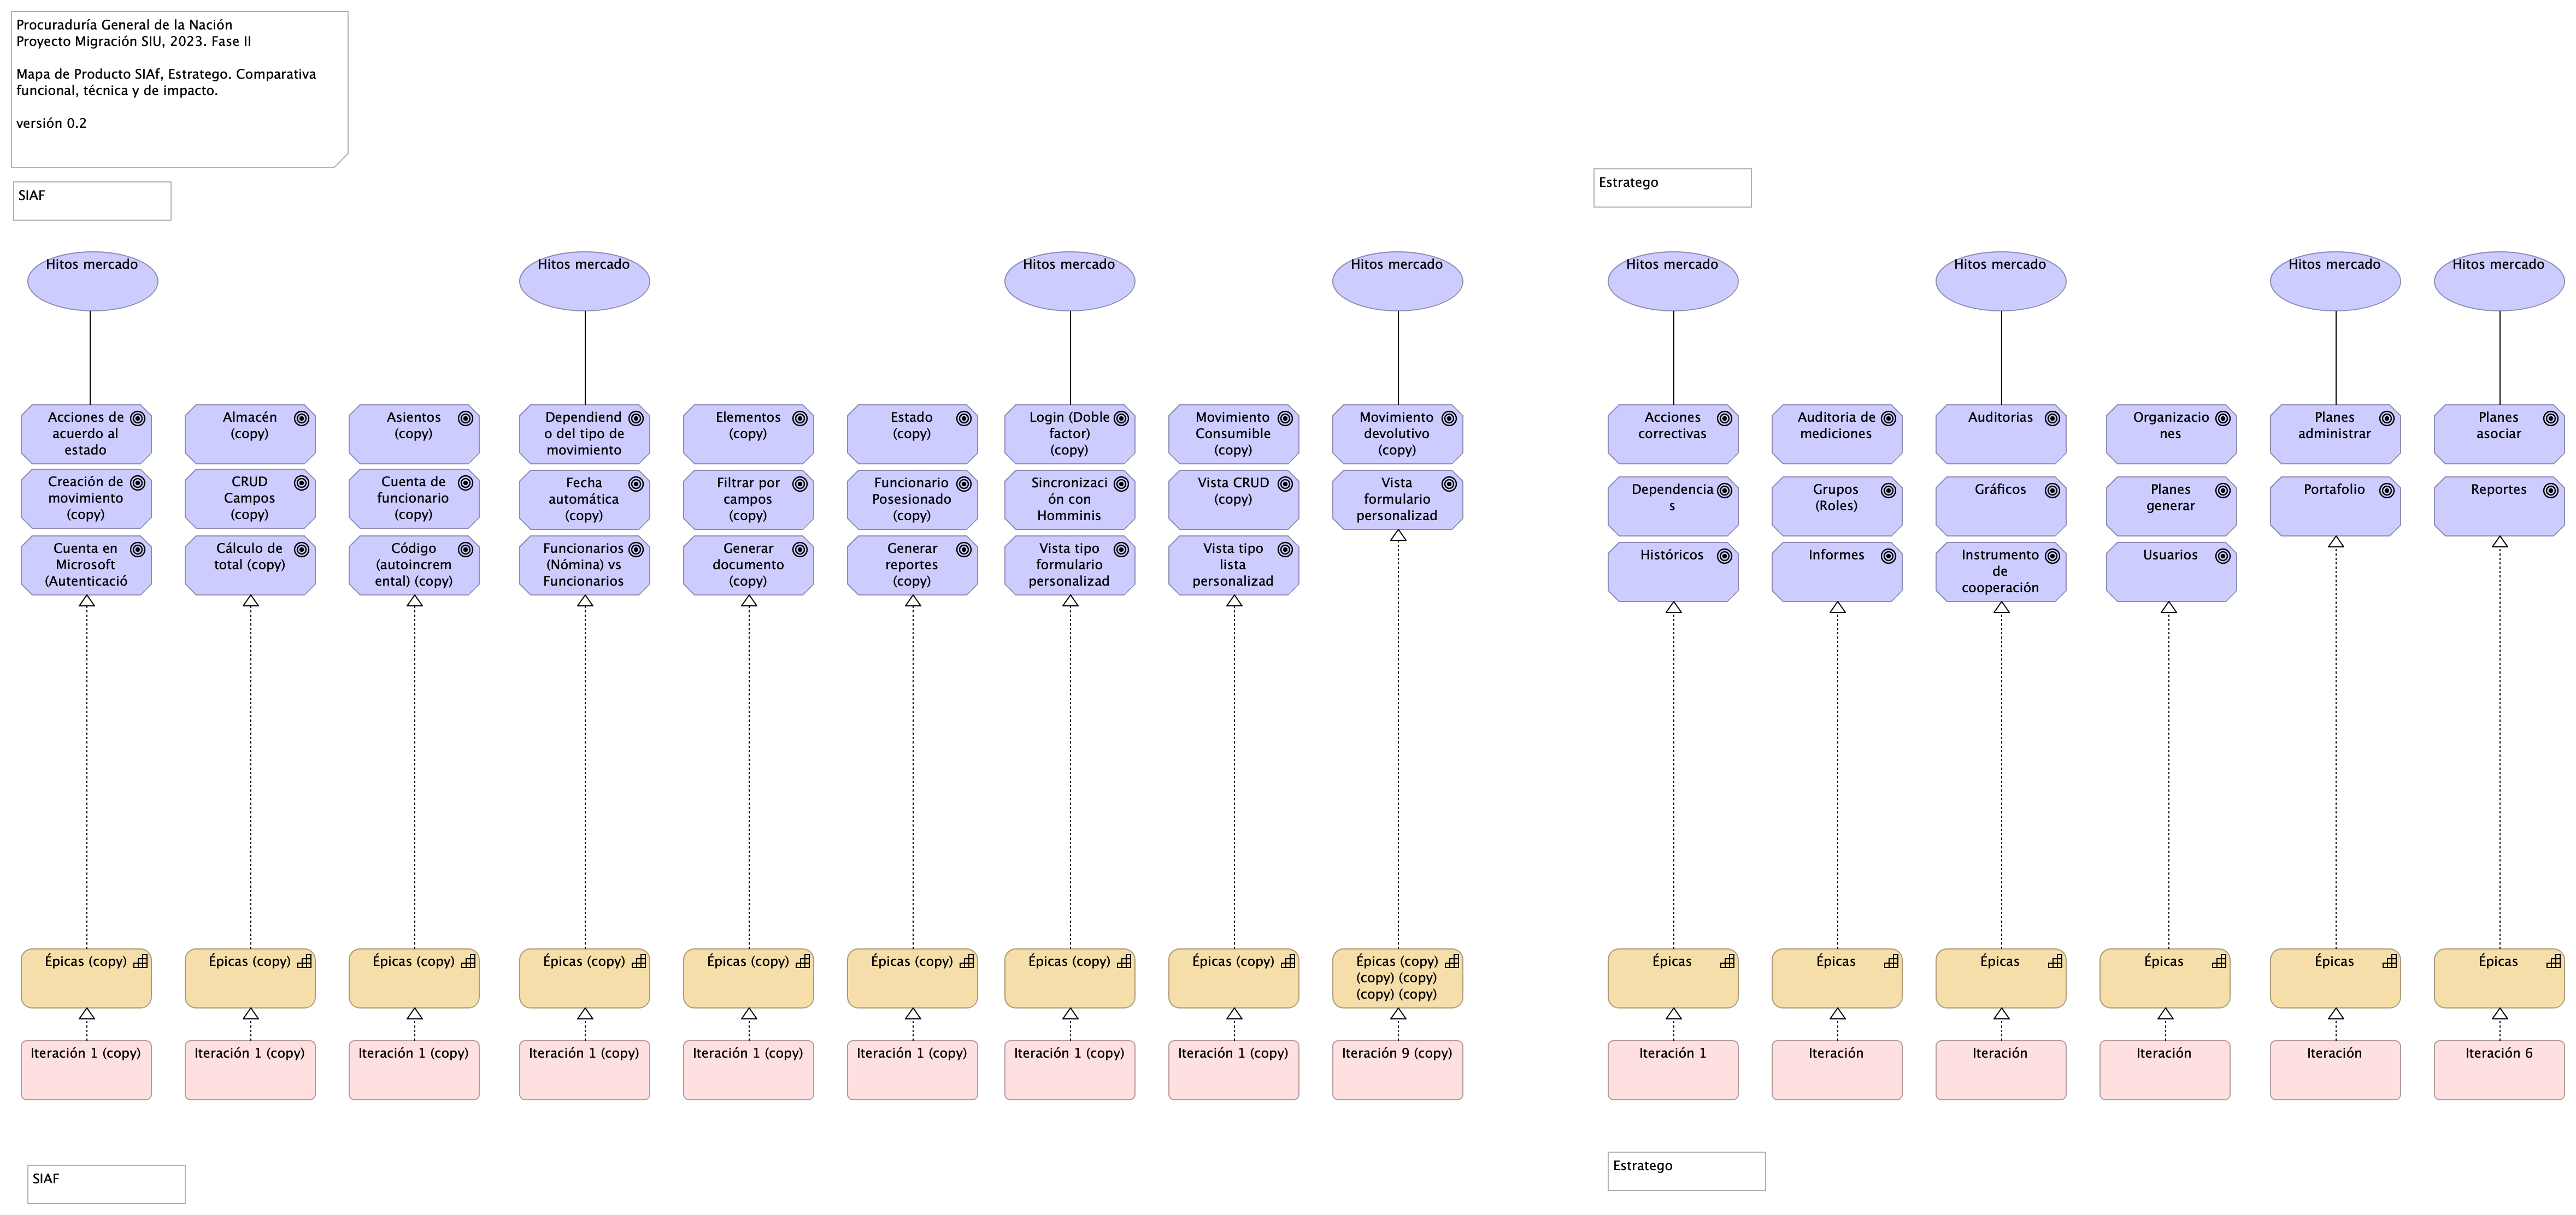 Procuraduría General de la Nación
Proyecto Migración SIU, 2023. Fase II
Mapa de Producto SIAf, Estratego. Comparativa
funcional, técnica y de impacto.
versión 0.2
SIAF
Estratego
Hitos mercado
Hitos mercado
Hitos mercado
Hitos mercado
Hitos mercado
Hitos mercado
Hitos mercado
Hitos mercado
Acciones de
acuerdo al
estado
Almacén
(copy)
Asientos
(copy)
Dependiend
o del tipo de
movimiento
Elementos
(copy)
Estado
(copy)
Login (Doble
factor)
(copy)
Movimiento
Consumible
(copy)
Movimiento
devolutivo
(copy)
Acciones
correctivas
Auditoria de
mediciones
Auditorias
Organizacio
nes
Planes
administrar
Planes
asociar
Creación de
movimiento
(copy)
CRUD
Campos
(copy)
Cuenta de
funcionario
(copy)
Fecha
automática
(copy)
Filtrar por
campos
(copy)
Funcionario
Posesionado
(copy)
Sincronizaci
ón con
Homminis
Vista CRUD
(copy)
Vista
formulario
personalizad
Dependencia
s
Grupos
(Roles)
Gráficos
Planes
generar
Portafolio
Reportes
Cuenta en
Microsoft
(Autenticació
Cálculo de
total (copy)
Código
(autoincrem
ental) (copy)
Funcionarios
(Nómina) vs
Funcionarios
Generar
documento
(copy)
Generar
reportes
(copy)
Vista tipo
formulario
personalizad
Vista tipo
lista
personalizad
Históricos
Informes
Instrumento
de
cooperación
Usuarios
Épicas (copy)
Épicas (copy)
Épicas (copy)
Épicas (copy)
Épicas (copy)
Épicas (copy)
Épicas (copy)
Épicas (copy)
Épicas (copy)
(copy) (copy)
(copy) (copy)
Épicas
Épicas
Épicas
Épicas
Épicas
Épicas
Iteración 1 (copy)
Iteración 1 (copy)
Iteración 1 (copy)
Iteración 1 (copy)
Iteración 1 (copy)
Iteración 1 (copy)
Iteración 1 (copy)
Iteración 1 (copy)
Iteración 9 (copy)
Iteración 1
Iteración
Iteración
Iteración
Iteración
Iteración 6
SIAF
Estratego